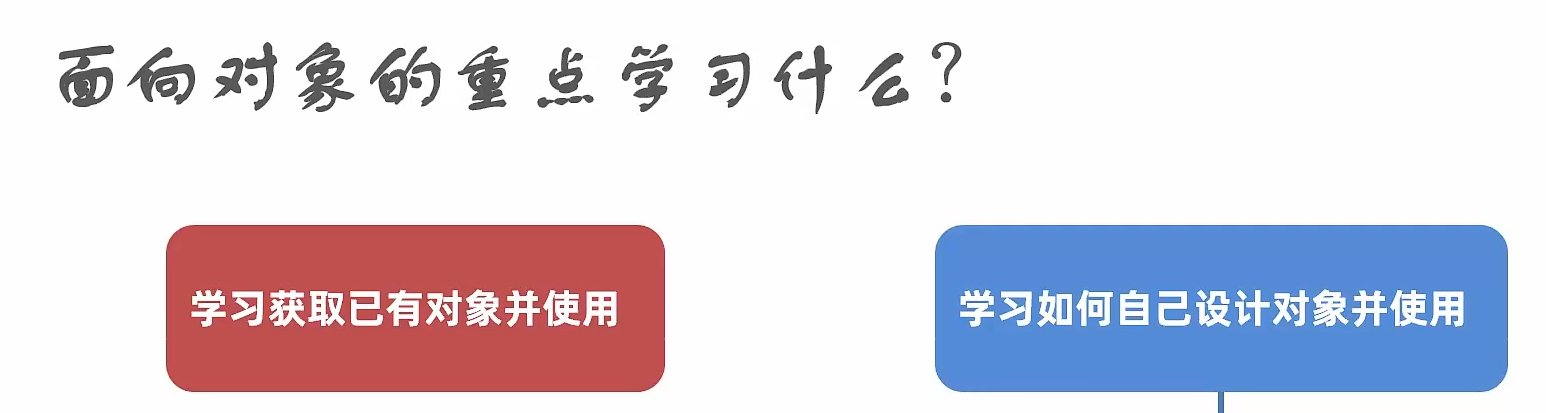 面向对象的重点学习什么?
学习获取已有对象并使用
学习如何自己设计对象并使用